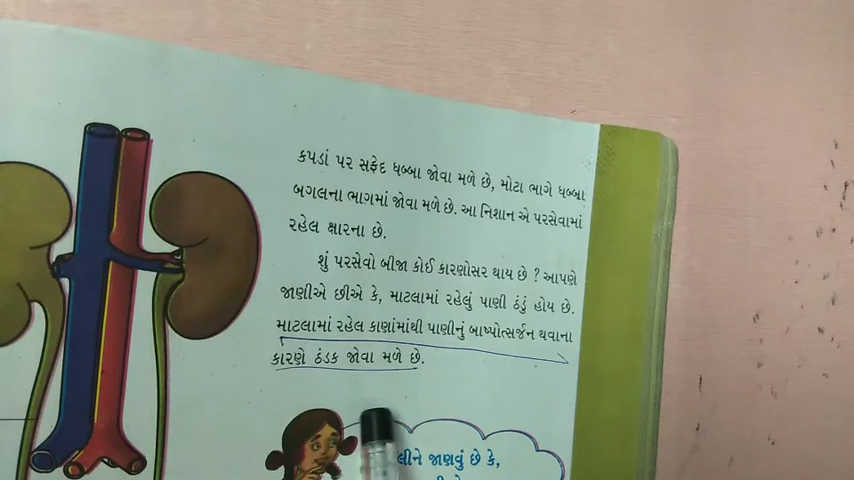 કપડાં પર સફેદ ધબ્બા જોવા મળે છે, મોટા ભાગે ધબ્બા
બગલના ભાગમાં જોવા મળે છે. આ નિશાન એ પરસેવામાં
રહેલ ક્ષારના છે.
શું પરસેવો બીજા કોઈ કારણોસર થાય છે ? આપણે
જાણીએ છીએ કે, માટલામાં રહેલું પાણી ઠંડું હોય છે.
માટલામાં રહેલ કાણાંમાંથી પાણીનું બાષ્પોત્સર્જન થવાના
કારણે ઠંડક જોવા મળે છે.
જાણવું છે કે,